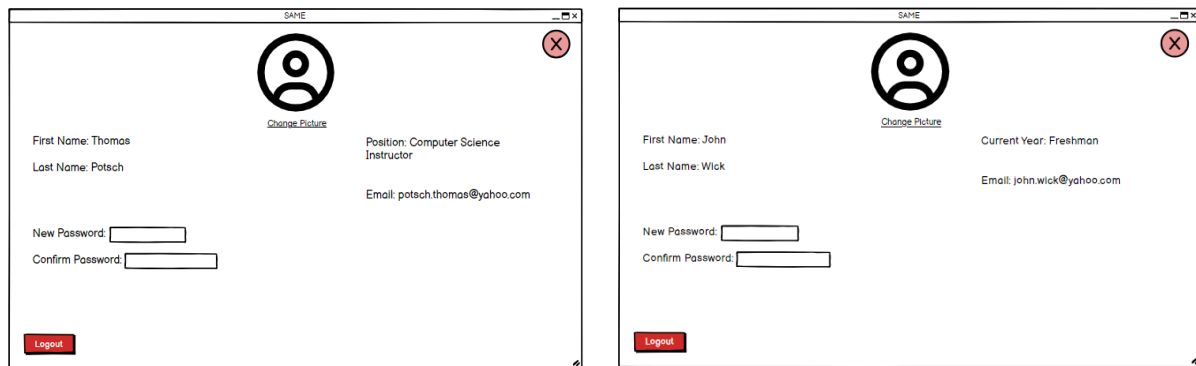 SAME
X
Change Picture
First Name: Thomas
Position: Computer Science
Instructor
Last Name: Potsch
Email: potsch.thomas@yahoo.com
New Password:
Confirm Password:
Logout
SAME
X
Change Picture
First Name: John
Current Year: Freshman
Last Name: Wick
Email: john.wick@yahoo.com
New Password:
Confirm Password:
Logout